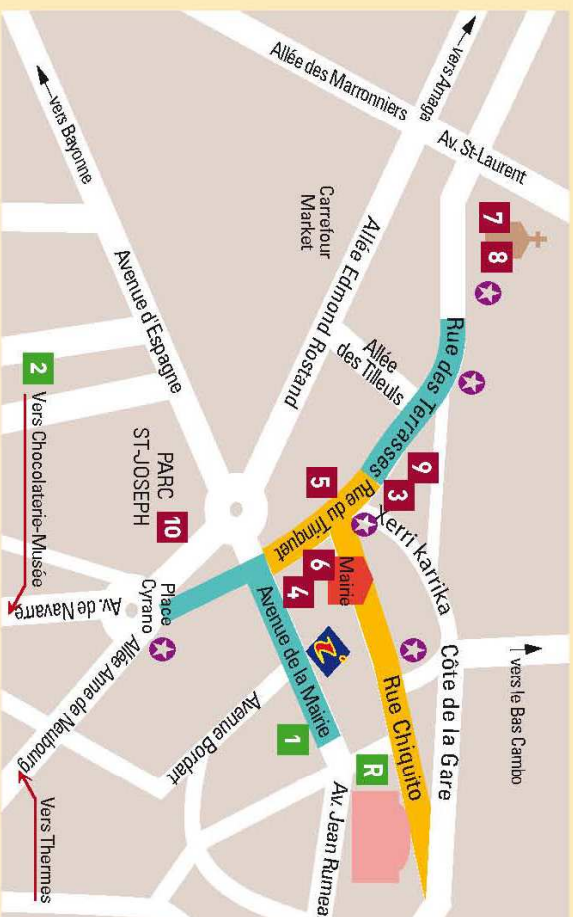 vers Bayonne
Allée des Marronniers
vers Arnaga
Av. St-Laurent
Carrefour
Market
7
8
Allée Edmond Rostand
Avenue d'Espagne
Allée
des Tilleuls
Rue des Terrasses
2
Vers Chocolaterie-Musée
PARC
ST-JOSEPH
10
5
9
3
Rue du Trinquet
Xerri karrika
6
4
Mairie
Place
Cyrano
Av. de Navarre
Avenue de la Mairie
i
Côte de la Gare
vers le Bas Cambo
Allée Anne de Neubourg
Avenue Bordart
1
Rue Chiquito
R
Av. Jean Rumea
Vers Thermes